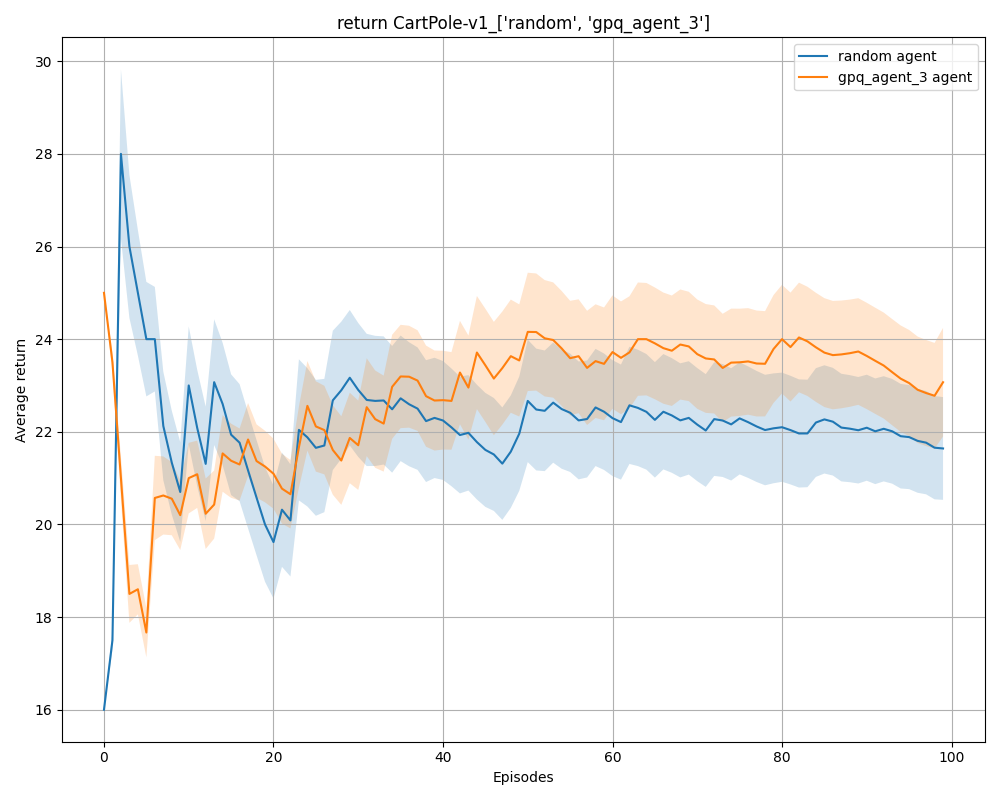 return CartPole-v1_['random', 'gpq_agent_3']
random agent
gpq_agent_3 agent
Average return
30
28
26
24
22
20
18
16
0 20 40 60 80 100
Episodes